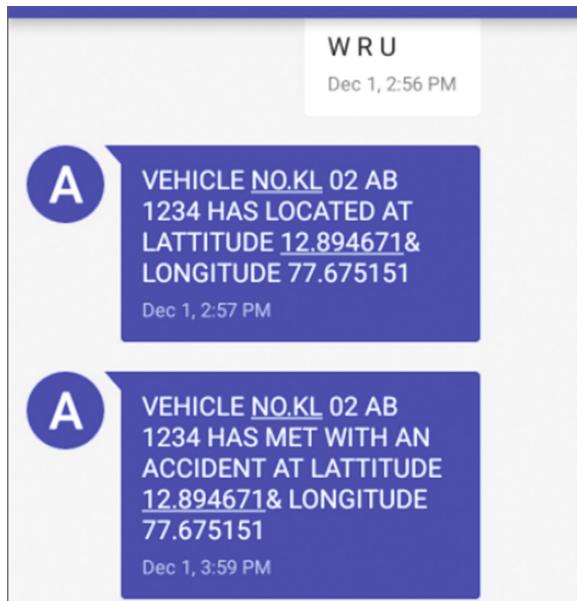 W R U
Dec 1, 2:56 PM
A
VEHICLE NO.KL 02 AB
1234 HAS LOCATED AT
LATTITUDE 12.894671&
LONGITUDE 77.675151
Dec 1, 2:57 PM
A
VEHICLE NO.KL 02 AB
1234 HAS MET WITH AN
ACCIDENT AT LATTITUDE
12.894671& LONGITUDE
77.675151
Dec 1, 3:59 PM